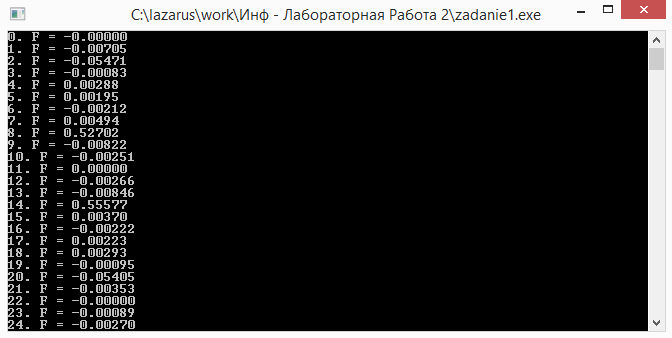 C:\lazarus\work\Инф - Лабораторная Работа 2\zadanie1.exe
0. F = -0.00000
1. F = -0.00705
2. F = -0.05471
3. F = -0.00083
4. F = 0.00288
5. F = 0.00195
6. F = -0.00212
7. F = 0.00494
8. F = 0.52702
9. F = -0.00822
10. F = -0.00251
11. F = 0.00000
12. F = -0.00266
13. F = -0.00846
14. F = 0.55577
15. F = 0.00370
16. F = -0.00222
17. F = 0.00223
18. F = 0.00293
19. F = -0.00095
20. F = -0.05405
21. F = -0.00353
22. F = -0.00000
23. F = -0.00089
24. F = -0.00270